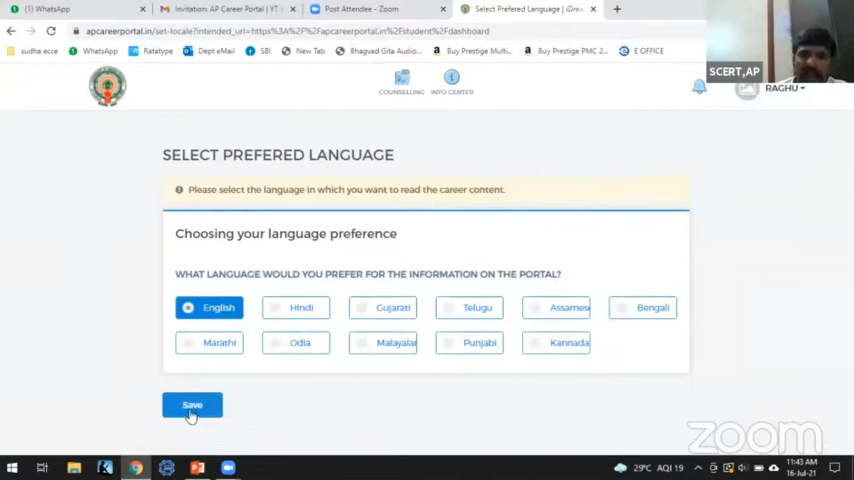 (1) WhatsApp
Invitation: AP Career Portal | YT
Post Attendee - Zoom
Select Prefered Language | iDrea
apcareerportal.in/set-locale?intended_url=https%3A%2F%2Fapcareerportal.in%2Fstudent%2Fdashboard
sudha ecce
WhatsApp
Ratatype
Dept eMail
SBI
New Tab
Bhagvad Gita Audio...
Buy Prestige Multi...
Buy Prestige PMC 2...
E OFFICE
SCERT,AP
COUNSELLING
INFO CENTER
RAGHU
SELECT PREFERED LANGUAGE
Please select the language in which you want to read the career content.
Choosing your language preference
WHAT LANGUAGE WOULD YOU PREFER FOR THE INFORMATION ON THE PORTAL?
English
Hindi
Gujarati
Telugu
Assamese
Bengali
Marathi
Odia
Malayalar
Punjabi
Kannada
Save
zoom
29°C AQI 19
11:43 AM
16-Jul-21